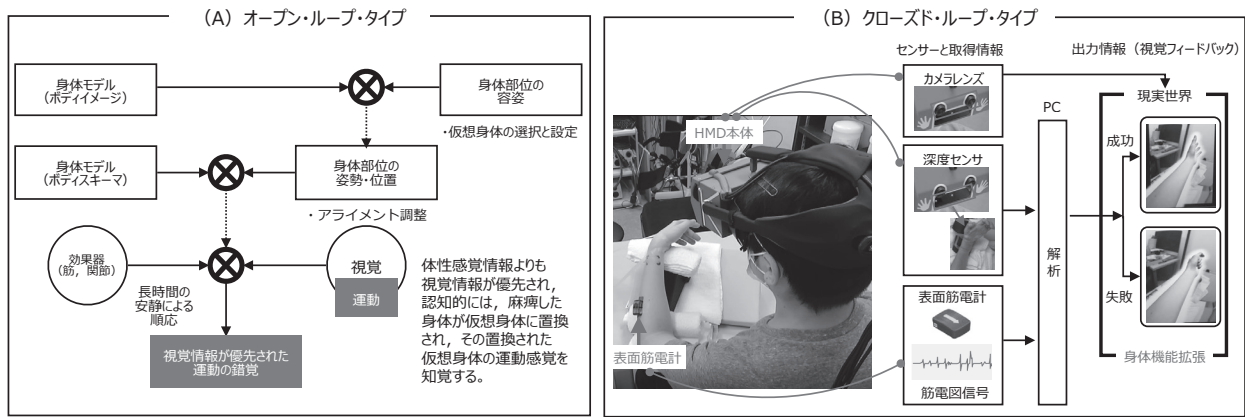 (A) オープン・ループ・タイプ
身体モデル
(ボディイメージ)
身体部位の
容姿
・仮想身体の選択と設定
身体モデル
(ボディスキーマ)
身体部位の
姿勢・位置
・アライメント調整
効果器
(筋，関節)
視覚
運動
長時間の
安静による
順応
視覚情報が優先された
運動の錯覚
体性感覚情報よりも
視覚情報が優先され，
認知的には，麻痺した
身体が仮想身体に置換
され，その置換された
仮想身体の運動感覚を
知覚する。
(B) クローズド・ループ・タイプ
センサーと取得情報
出力情報（視覚フィードバック）
カメラレンズ
HMD本体
深度センサ
表面筋電計
表面筋電計
筋電図信号
PC
解析
現実世界
成功
失敗
身体機能拡張